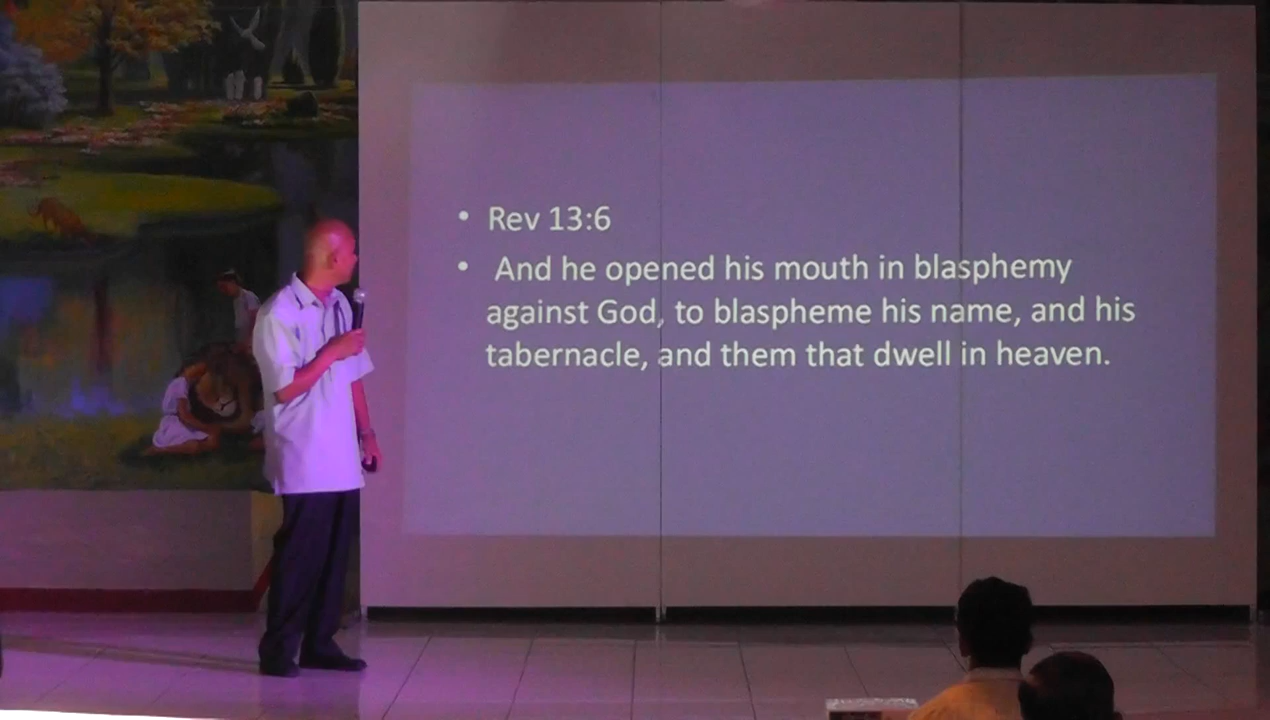 • Rev 13:6
• And he opened his mouth in blasphemy
against God, to blaspheme his name, and his
tabernacle, and them that dwell in heaven.